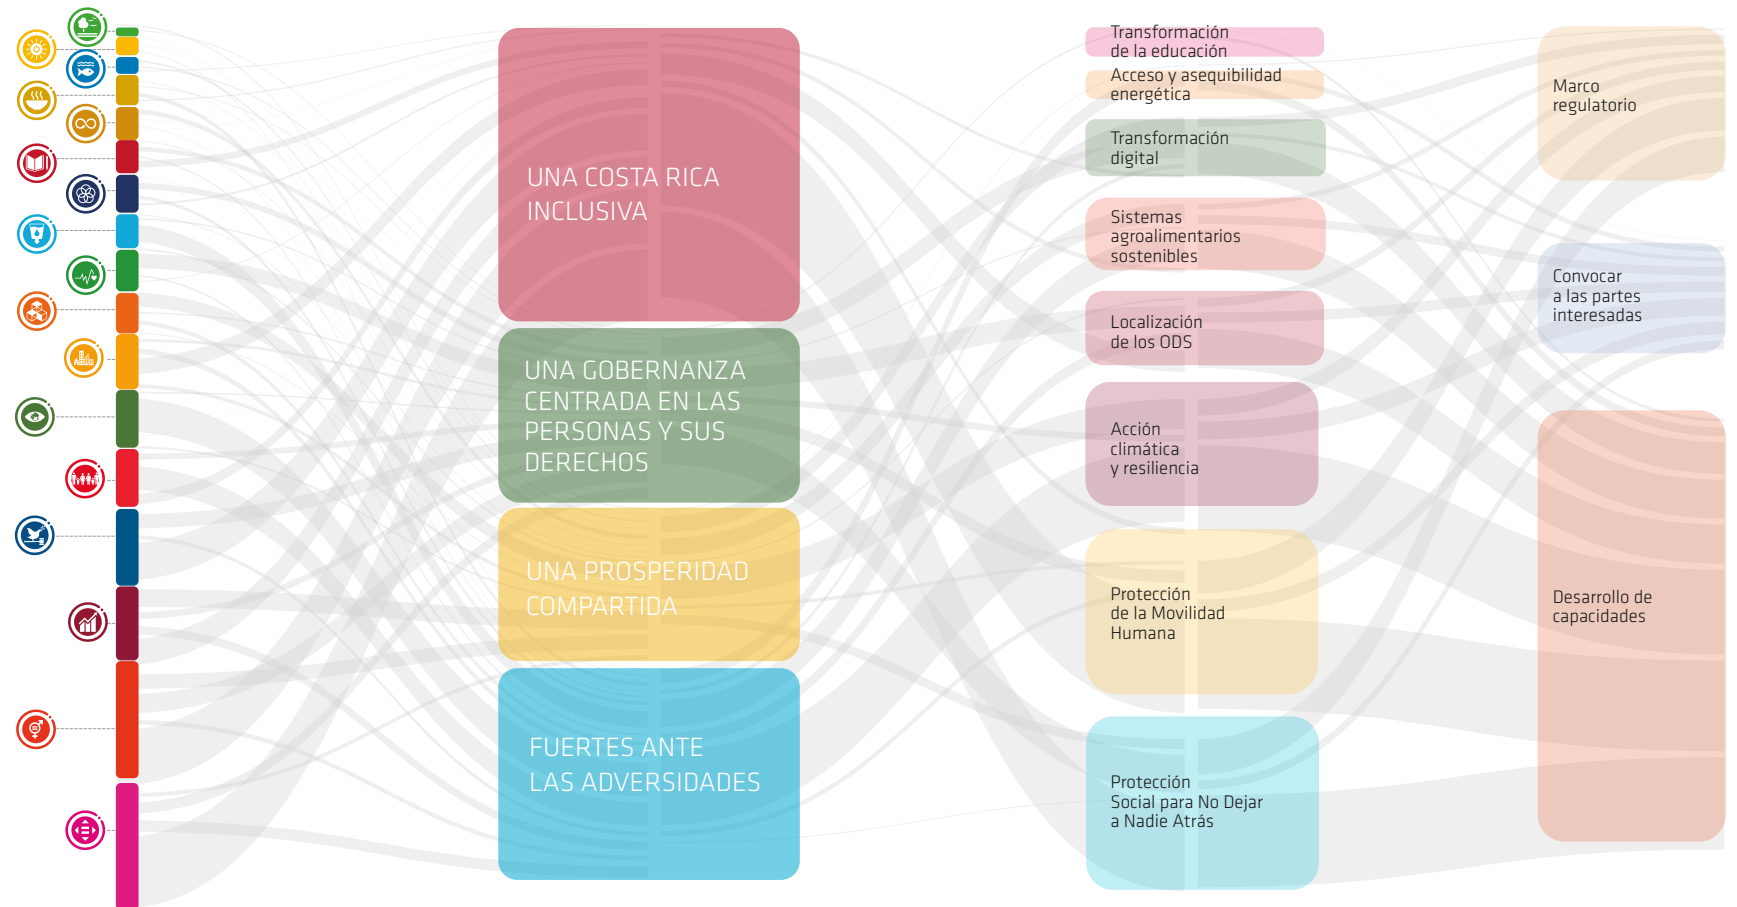 UNA COSTA RICA
INCLUSIVA
UNA GOBERNANZA
CENTRADA EN LAS
PERSONAS Y SUS
DERECHOS
UNA PROSPERIDAD
COMPARTIDA
FUERTES ANTE
LAS ADVERSIDADES
Transformación
de la educación
Acceso y asequibilidad
energética
Transformación
digital
Sistemas
agroalimentarios
sostenibles
Localización
de los ODS
Acción
climática
y resiliencia
Protección
de la Movilidad
Humana
Protección
Social para No Dejar
a Nadie Atrás
Marco
regulatorio
Convocar
a las partes
interesadas
Desarrollo de
capacidades